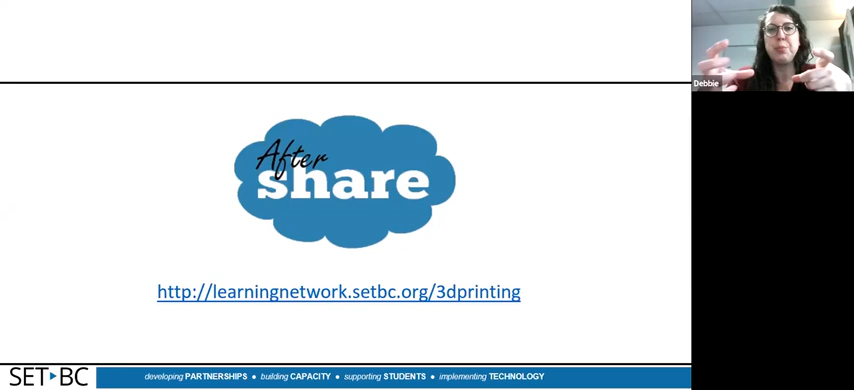 Debbie
After
share
http://learningnetwork.setbc.org/3dprinting
SET▸BC
developing PARTNERSHIPS ● building CAPACITY ● supporting STUDENTS ● implementing TECHNOLOGY